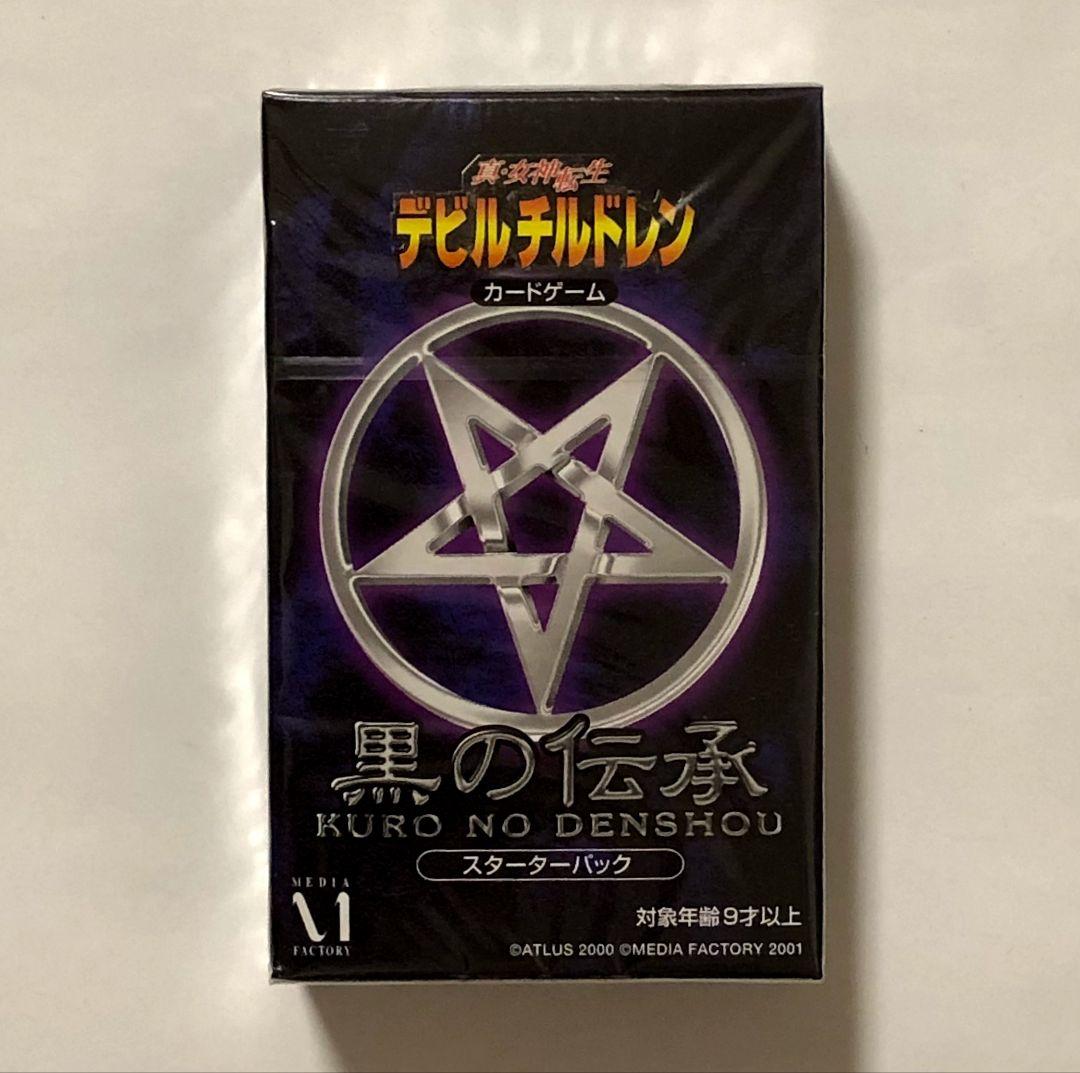 真・女神転生
デビルチルドレン
カードゲーム
黒の伝承
KURO NO DENSHOU
スターターパック
MEDIA
FACTORY
対象年齢9才以上
©ATLUS 2000 ©MEDIA FACTORY 2001